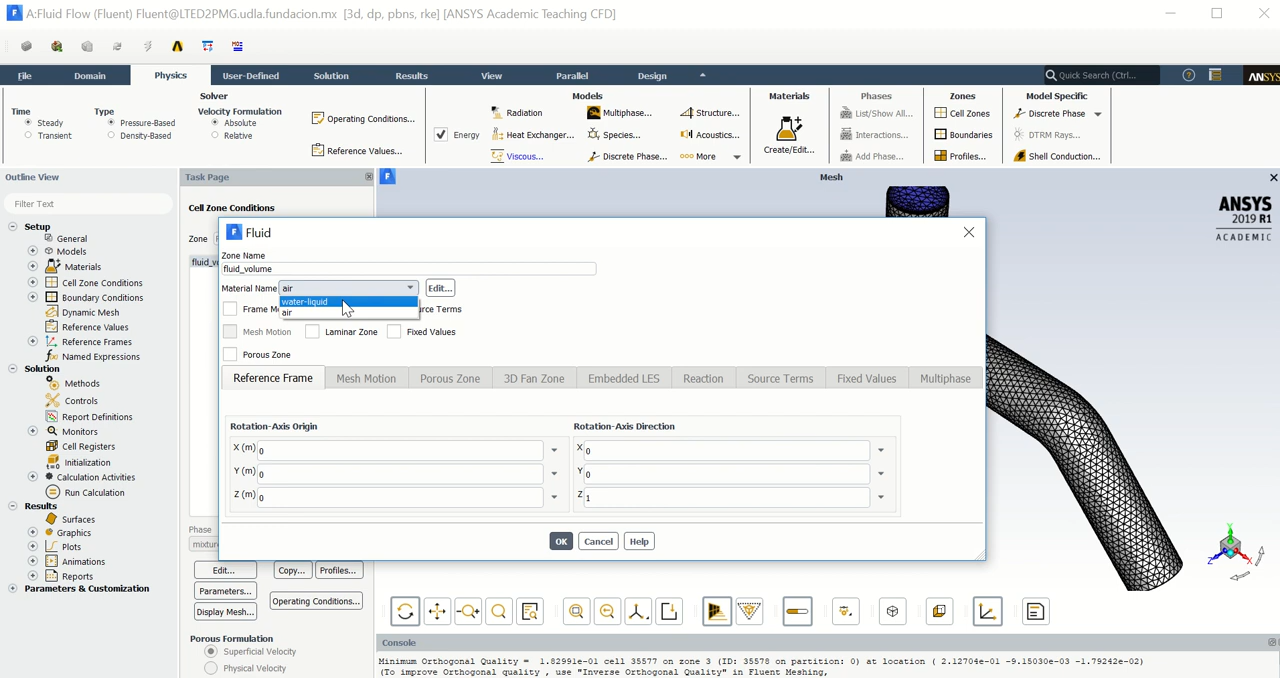 A:Fluid Flow (Fluent) Fluent@LTED2PMG.udla.fundacion.mx [3d, dp, pbns, rke] [ANSYS Academic Teaching CFD]
File Domain Physics User-Defined Solution Results View Parallel Design Quick Search (Ctrl... ANSYS
Solver Models Materials Phases Zones Model Specific
Time Type Velocity Formulation
Steady Pressure-Based Absolute
Transient Density-Based Relative
Operating Conditions...
Reference Values...
Energy
Radiation Multiphase... Structure...
Heat Exchanger... Species... Acoustics...
Viscous... Discrete Phase... More
Create/Edit...
List/Show All...
Interactions...
Add Phase...
Cell Zones
Boundaries
Profiles...
Discrete Phase
DTRM Rays...
Shell Conduction...
Outline View
Filter Text
Setup
General
Models
Materials
Cell Zone Conditions
Boundary Conditions
Dynamic Mesh
Reference Values
Reference Frames
Named Expressions
Solution
Methods
Controls
Report Definitions
Monitors
Cell Registers
Initialization
Calculation Activities
Run Calculation
Results
Surfaces
Graphics
Plots
Animations
Reports
Parameters & Customization
Task Page
Cell Zone Conditions
Zone
fluid_v
Phase
mixture
Edit... Copy... Profiles...
Parameters... Operating Conditions...
Display Mesh...
Porous Formulation
Superficial Velocity
Physical Velocity
Mesh
ANSYS
2019 R1
ACADEMIC
Fluid
Zone Name
fluid_volume
Material Name air Edit...
water-liquid
air
Frame M urce Terms
Mesh Motion Laminar Zone Fixed Values
Porous Zone
Reference Frame Mesh Motion Porous Zone 3D Fan Zone Embedded LES Reaction Source Terms Fixed Values Multiphase
Rotation-Axis Origin Rotation-Axis Direction
X (m) 0 X 0
Y (m) 0 Y 0
Z (m) 0 Z 1
OK Cancel Help
Y
Z X
Console
Minimum Orthogonal Quality = 1.82991e-01 cell 35577 on zone 3 (ID: 35578 on partition: 0) at location ( 2.12704e-01 -9.15030e-03 -1.79242e-02)
(To improve Orthogonal quality , use "Inverse Orthogonal Quality" in Fluent Meshing,